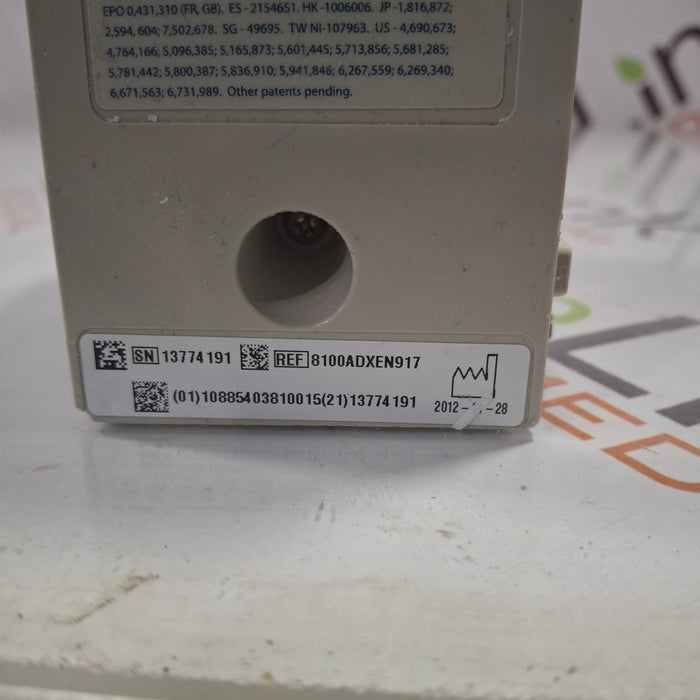 EPO 0,431,310 (FR, GB). ES - 2154651. HK -1006006. JP -1,816,872;
2,594, 604; 7,502,678. SG - 49695. TW NI-107963. US - 4,690,673;
4,764,166; 5,096,385; 5,165,873; 5,601,445; 5,713,856; 5,681,285;
5,781,442; 5,800,387; 5,836,910; 5,941,846; 6,267,559; 6,269,340;
6,671,563; 6,731,989. Other patents pending.
SN 13774191 REF 8100ADXEN917
(01)10885403810015(21)13774191
2012- -28